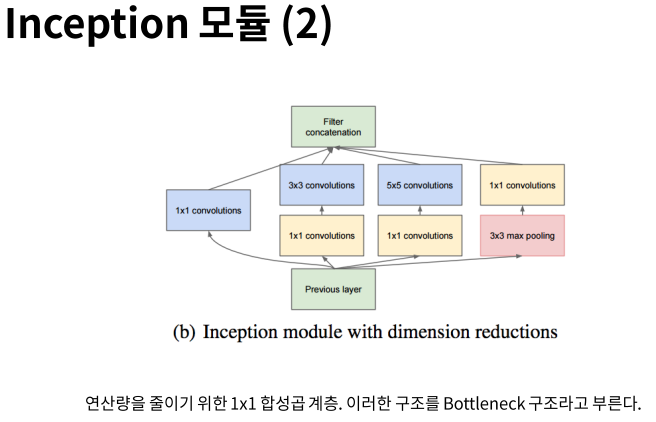 Inception 모듈 (2)
Filter
concatenation
3x3 convolutions
5x5 convolutions
1x1 convolutions
1x1 convolutions
1x1 convolutions
1x1 convolutions
3x3 max pooling
Previous layer
(b) Inception module with dimension reductions
연산량을 줄이기 위한 1x1 합성곱 계층. 이러한 구조를 Bottleneck 구조라고 부른다.